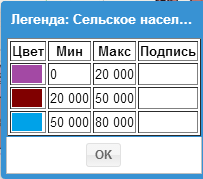 Легенда: Сельское насел...
Цвет Мин Макс Подпись
0 20 000
20 000 50 000
50 000 80 000
OK